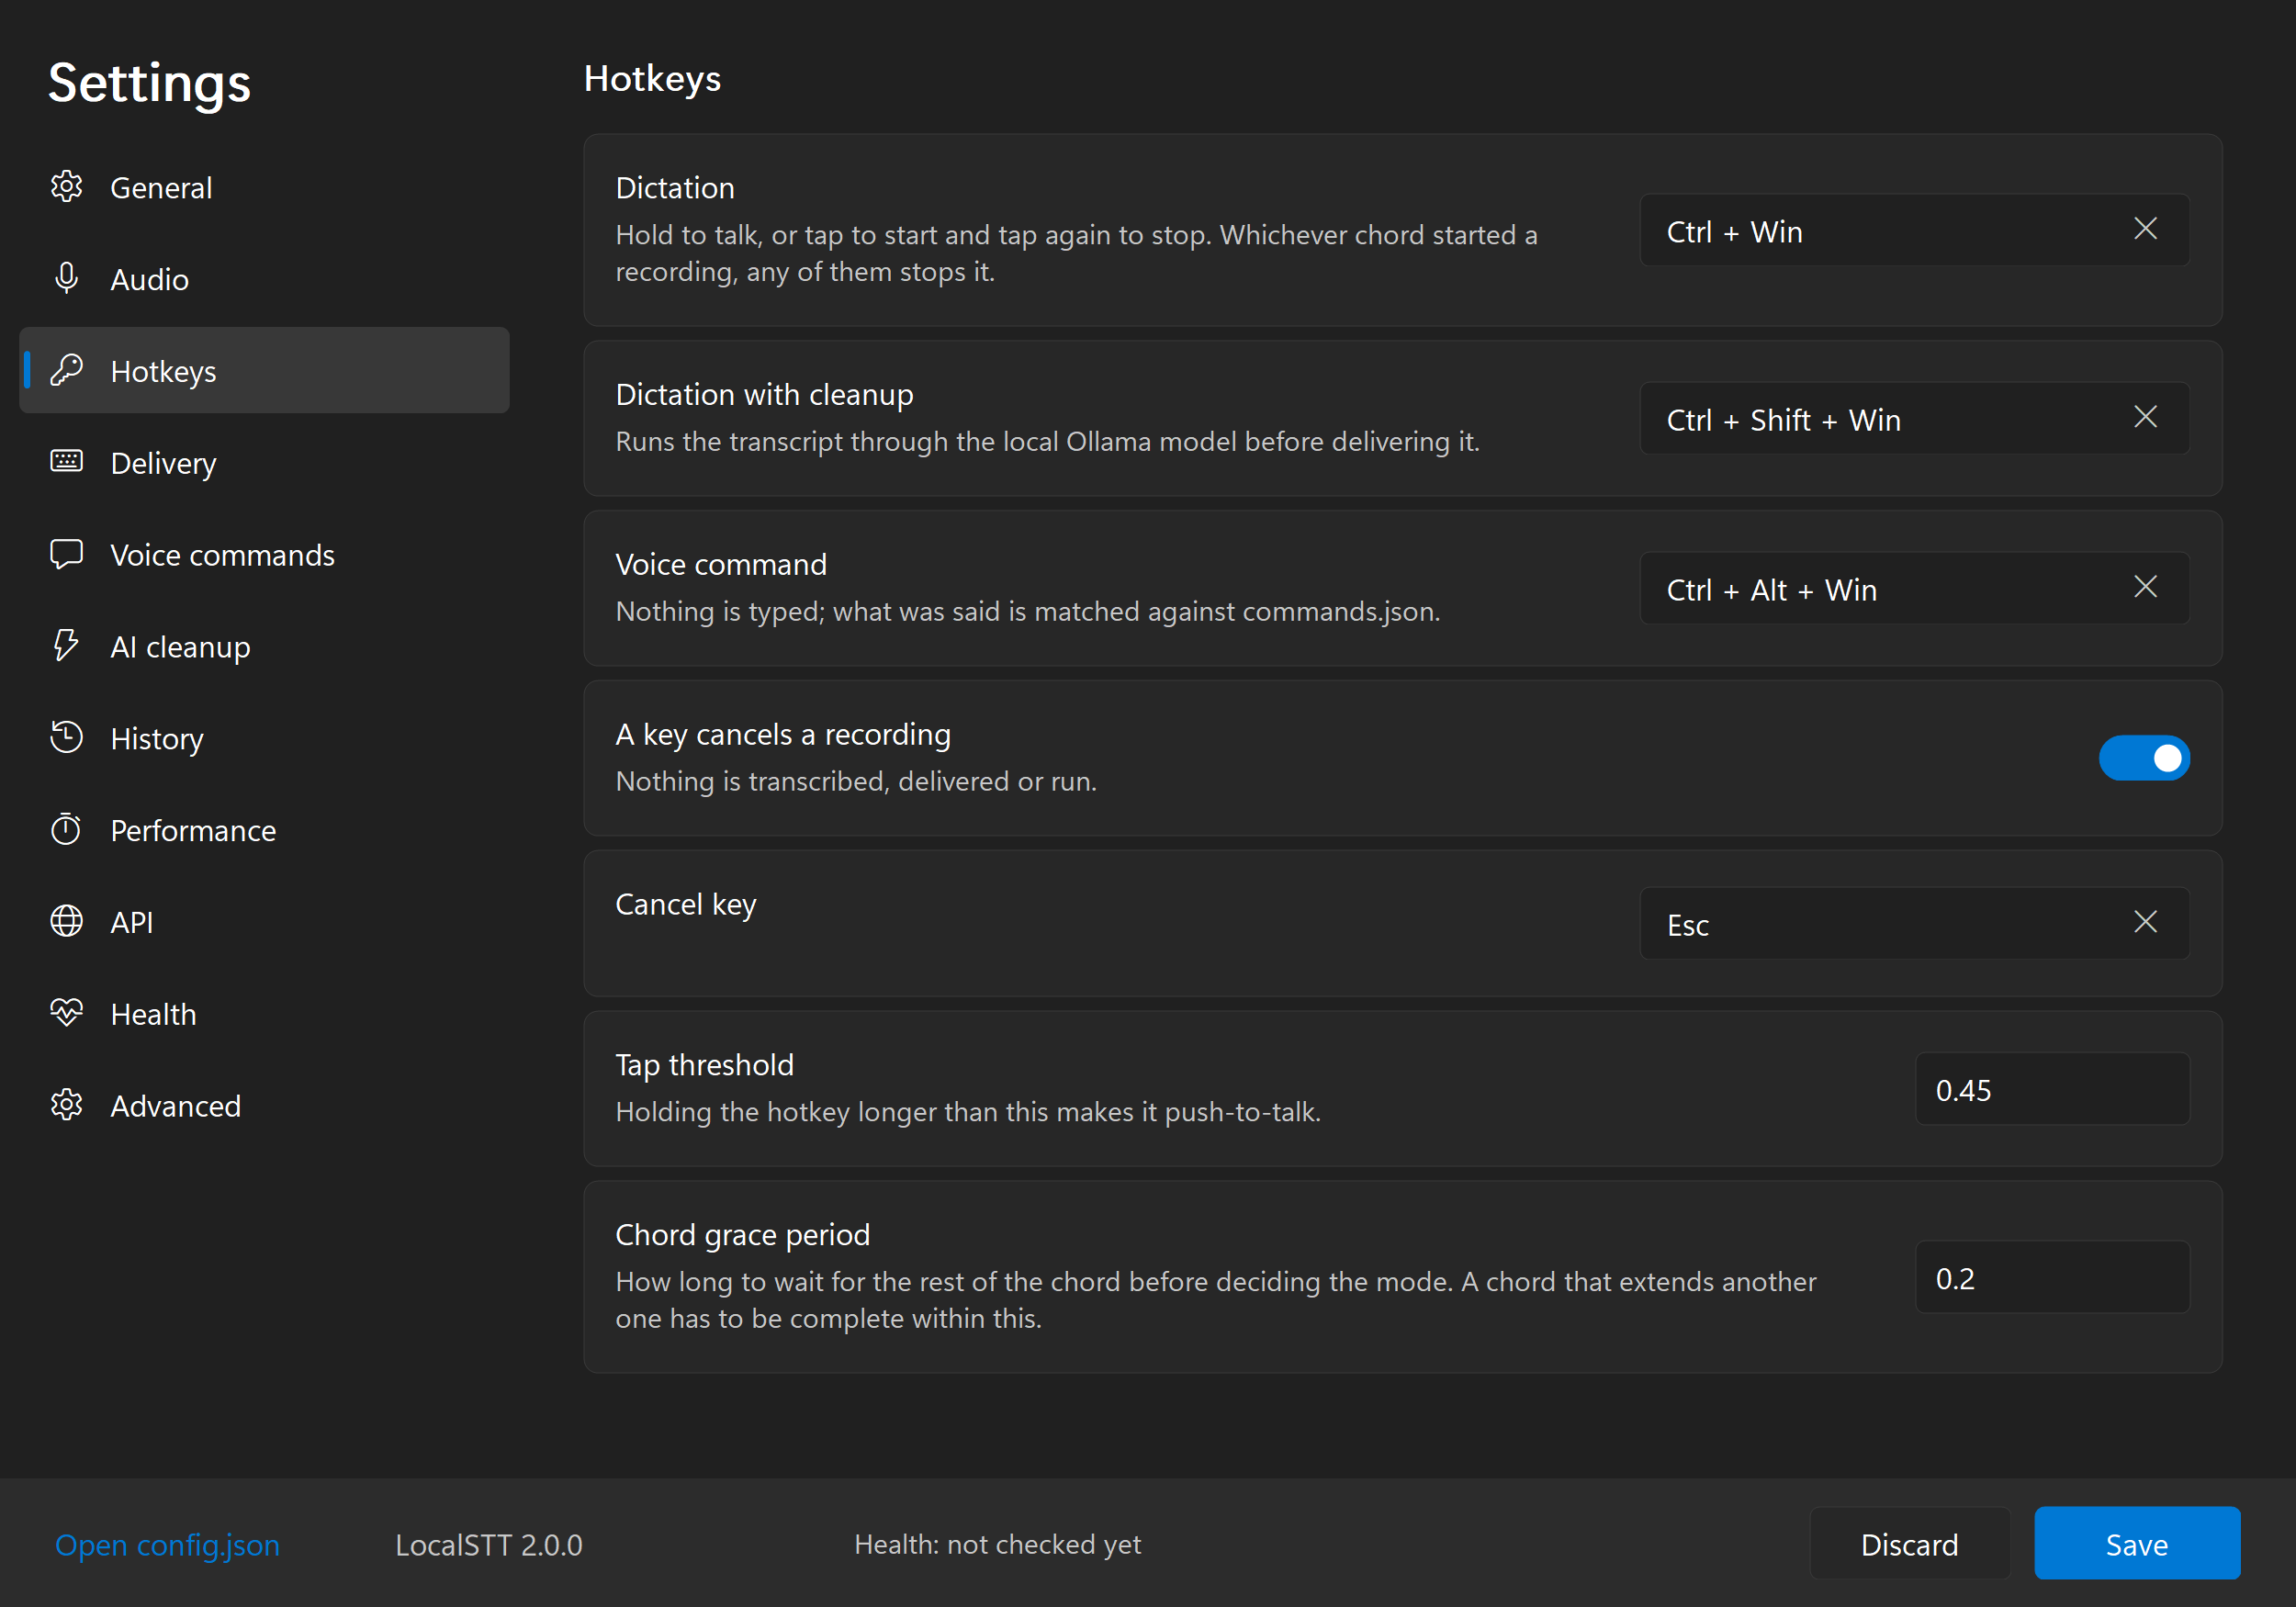 Settings
General
Audio
Hotkeys
Delivery
Voice commands
AI cleanup
History
Performance
API
Health
Advanced
Hotkeys
Dictation
Hold to talk, or tap to start and tap again to stop. Whichever chord started a
recording, any of them stops it.
Ctrl + Win
Dictation with cleanup
Runs the transcript through the local Ollama model before delivering it.
Ctrl + Shift + Win
Voice command
Nothing is typed; what was said is matched against commands.json.
Ctrl + Alt + Win
A key cancels a recording
Nothing is transcribed, delivered or run.
Cancel key
Esc
Tap threshold
Holding the hotkey longer than this makes it push-to-talk.
0.45
Chord grace period
How long to wait for the rest of the chord before deciding the mode. A chord that extends another
one has to be complete within this.
0.2
Open config.json
LocalSTT 2.0.0
Health: not checked yet
Discard
Save